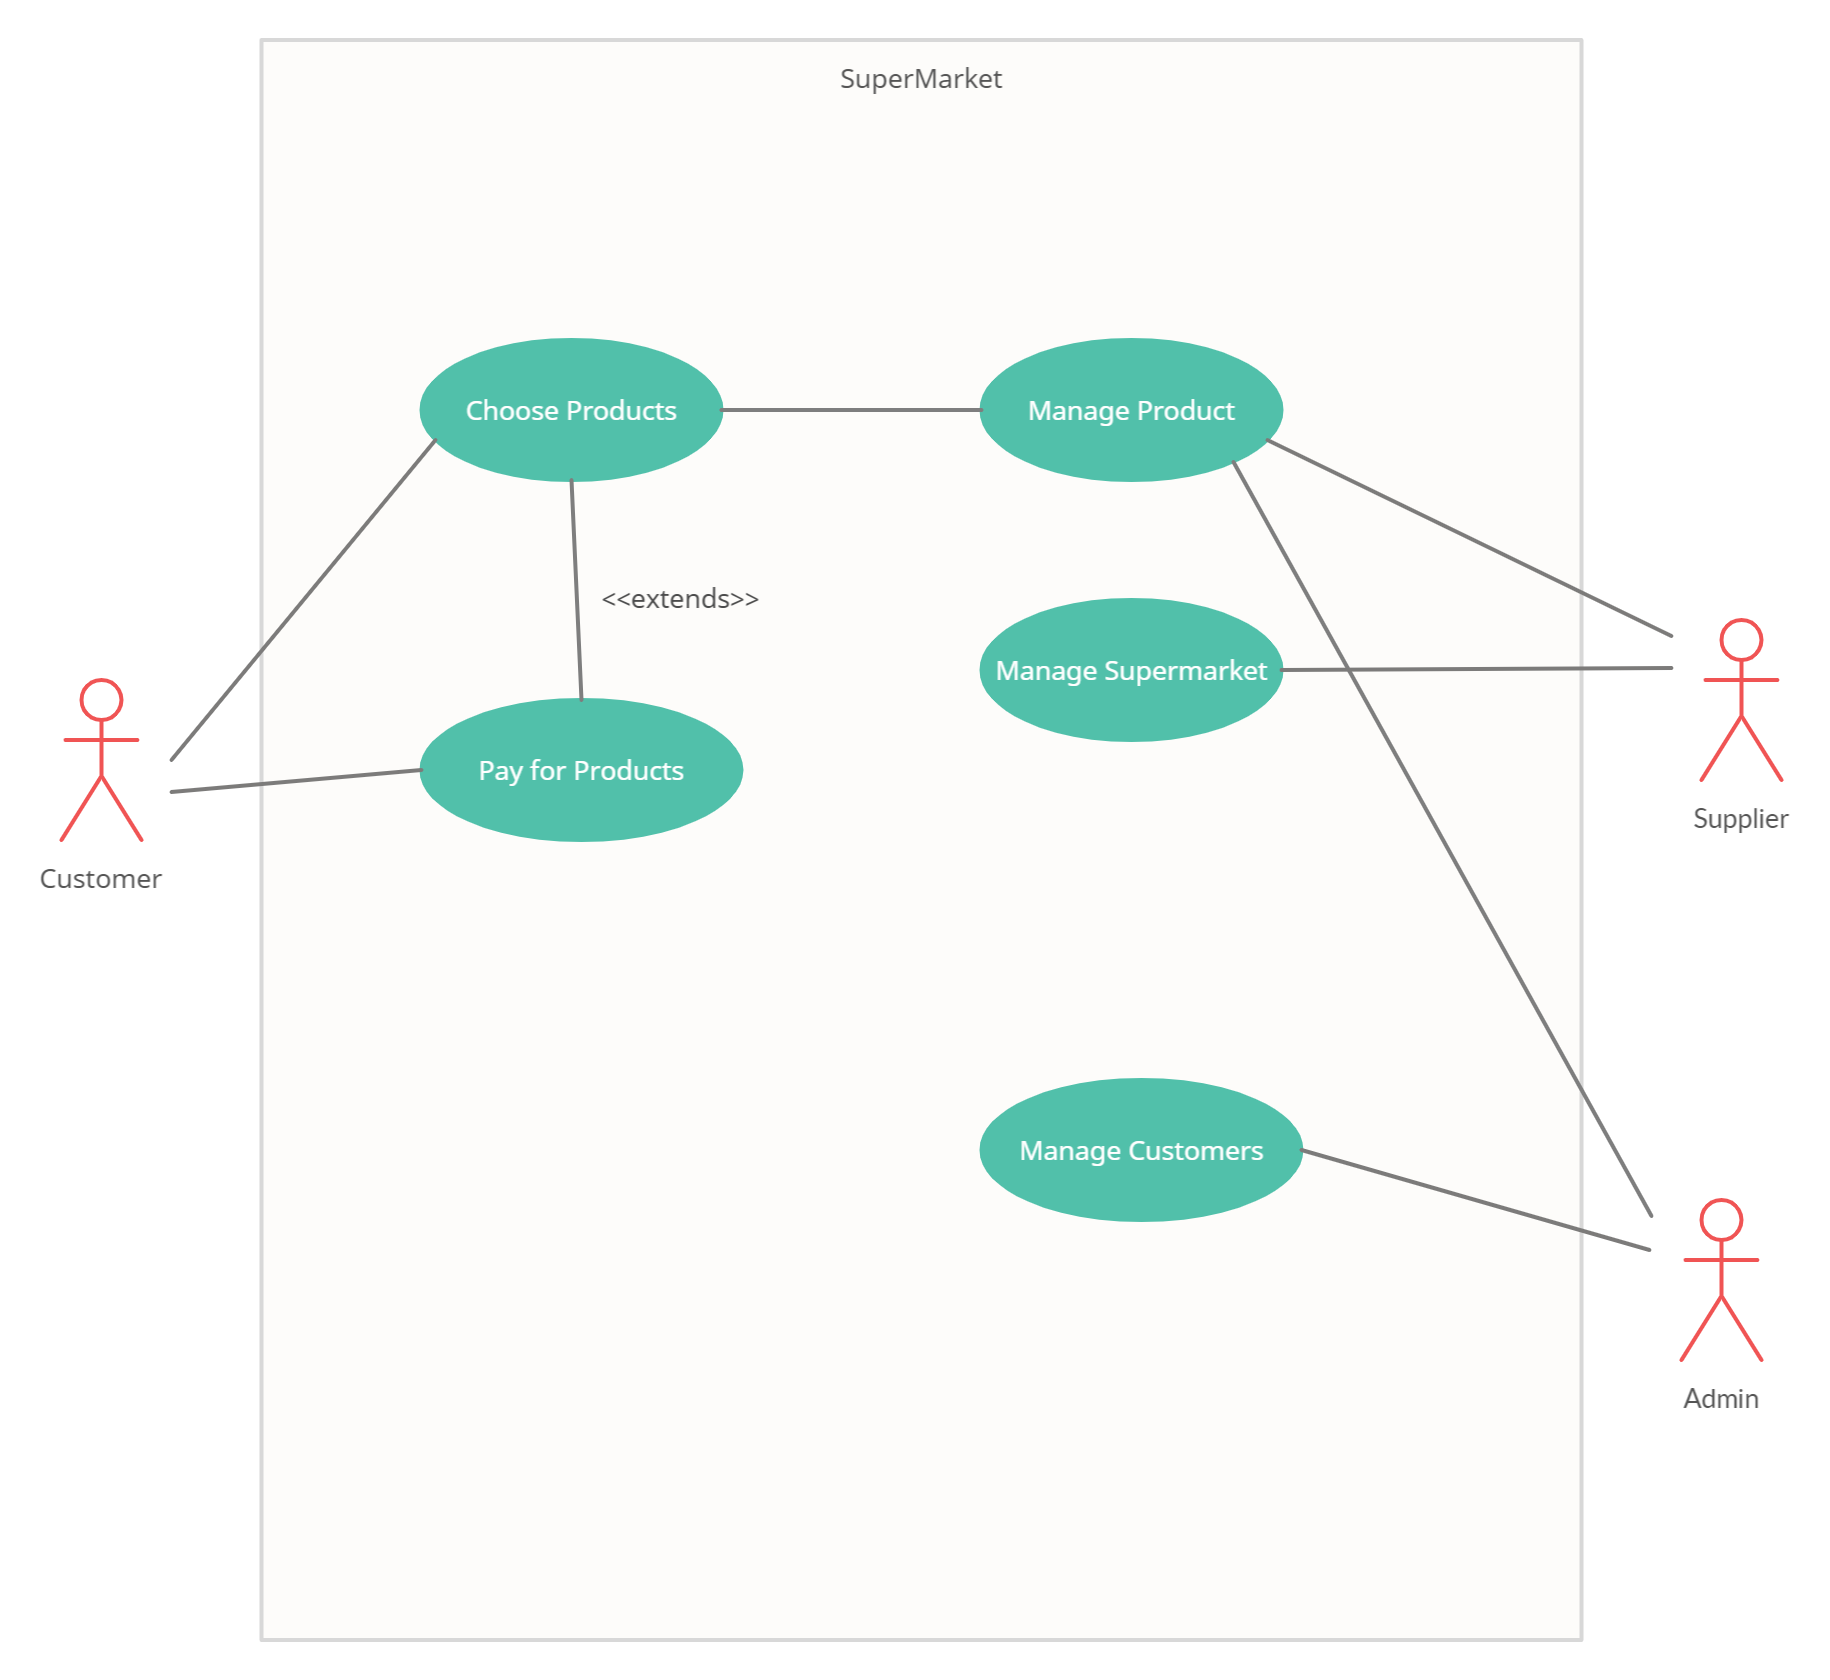 SuperMarket
Choose Products
Manage Product
<<extends>>
Manage Supermarket
Pay for Products
Supplier
Customer
Manage Customers
Admin